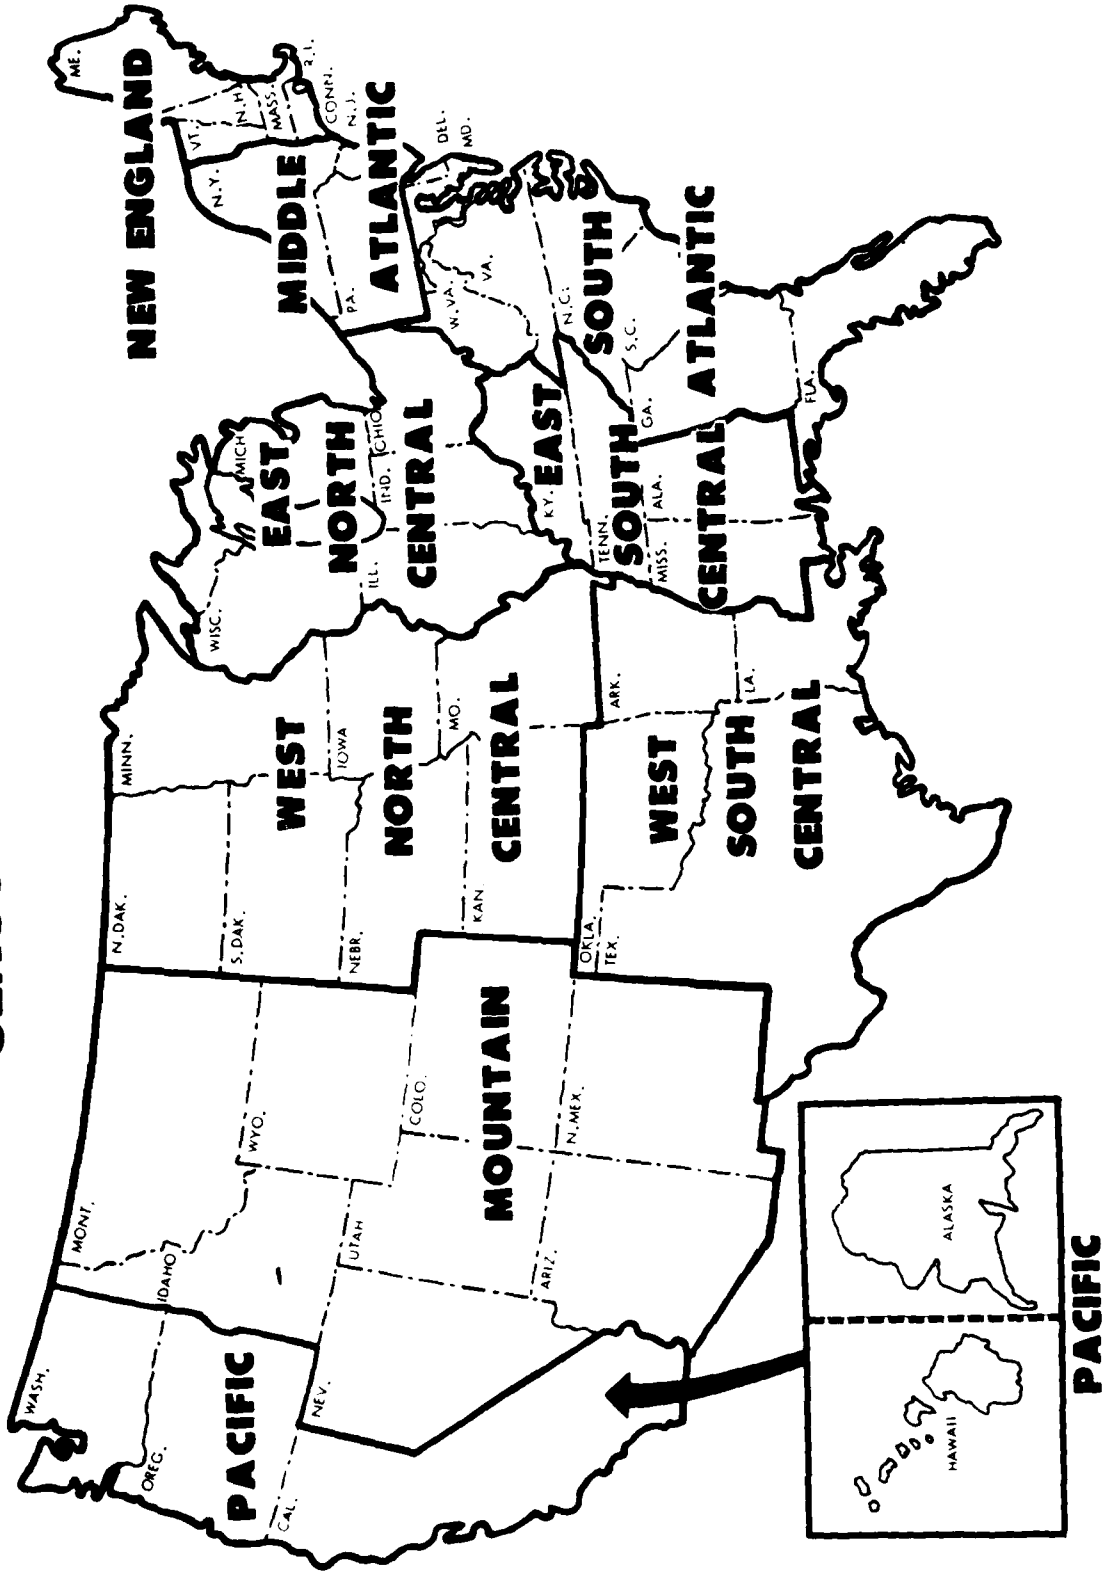 NEW ENGLAND
ME.
VT.
N.H.
MASS.
R.I.
CONN.
MIDDLE
ATLANTIC
N.Y.
N.J.
PA.
SOUTH
ATLANTIC
DEL.
MD.
W.VA.
VA.
N.C.
S.C.
GA.
FLA.
EAST
NORTH
CENTRAL
MICH
OHIO
IND.
ILL.
WISC.
EAST
SOUTH
CENTRAL
KY.
TENN.
ALA.
MISS.
WEST
NORTH
CENTRAL
MINN.
IOWA
MO.
N.DAK.
S.DAK.
NEBR.
KAN.
WEST
SOUTH
CENTRAL
ARK.
LA.
OKLA.
TEX.
MOUNTAIN
MONT.
IDAHO
WYO.
COLO.
N.MEX.
UTAH
ARIZ.
NEV.
PACIFIC
WASH.
OREG.
CAL.
ALASKA
HAWAII
PACIFIC